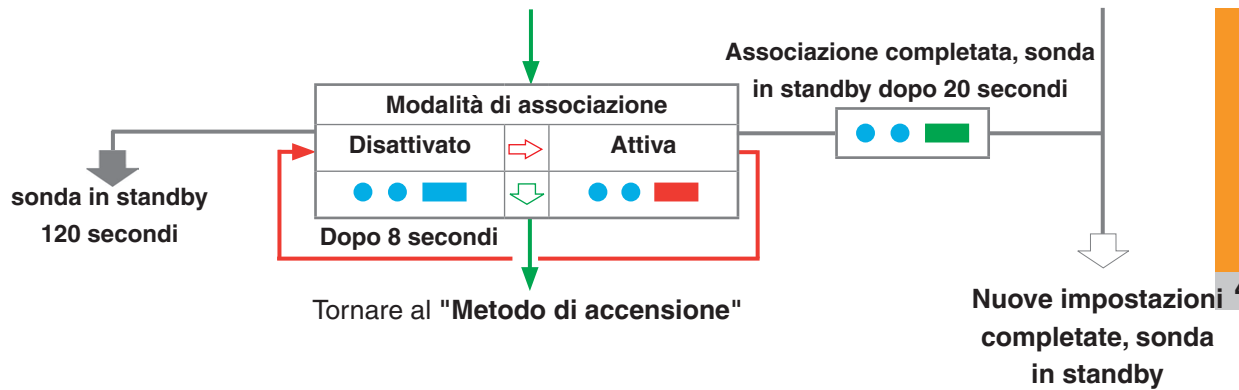 Associazione completata, sonda
in standby dopo 20 secondi
Modalità di associazione
Disattivato
Attiva
sonda in standby
120 secondi
Dopo 8 secondi
Tornare al "Metodo di accensione"
Nuove impostazioni
completate, sonda
in standby